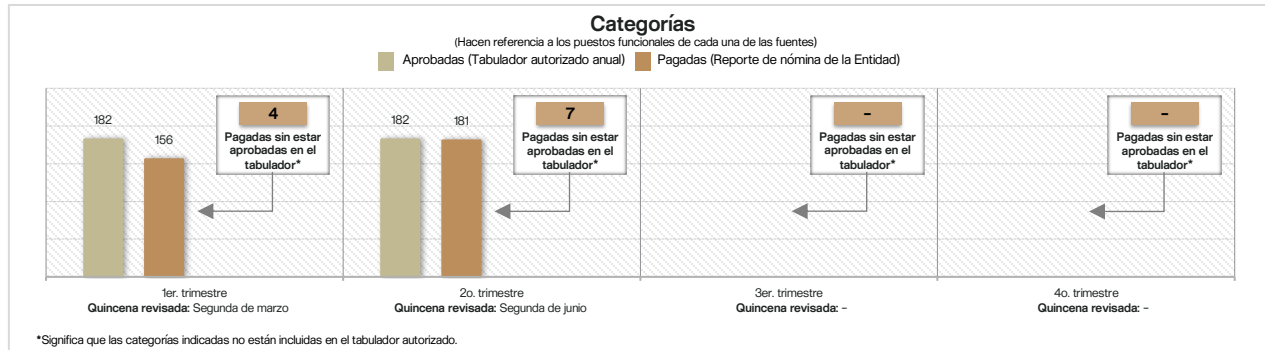 Categorías
(Hacen referencia a los puestos funcionales de cada una de las fuentes)
Aprobadas (Tabulador autorizado anual) Pagadas (Reporte de nómina de la Entidad)
182
156
4
Pagadas sin estar
aprobadas en el
tabulador*
182
181
7
Pagadas sin estar
aprobadas en el
tabulador*
–
Pagadas sin estar
aprobadas en el
tabulador*
–
Pagadas sin estar
aprobadas en el
tabulador*
1er. trimestre
Quincena revisada: Segunda de marzo
2o. trimestre
Quincena revisada: Segunda de junio
3er. trimestre
Quincena revisada: –
4o. trimestre
Quincena revisada: –
*Significa que las categorías indicadas no están incluidas en el tabulador autorizado.